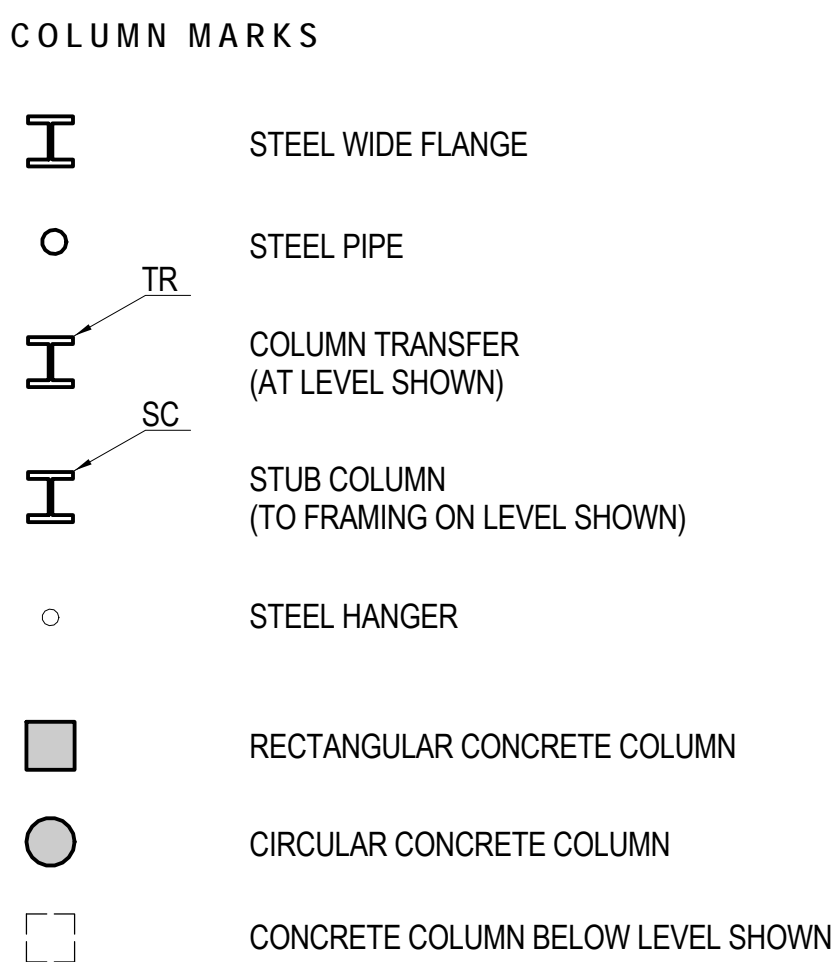 COLUMN MARKS
STEEL WIDE FLANGE
STEEL PIPE
TR
COLUMN TRANSFER
(AT LEVEL SHOWN)
SC
STUB COLUMN
(TO FRAMING ON LEVEL SHOWN)
STEEL HANGER
RECTANGULAR CONCRETE COLUMN
CIRCULAR CONCRETE COLUMN
CONCRETE COLUMN BELOW LEVEL SHOWN